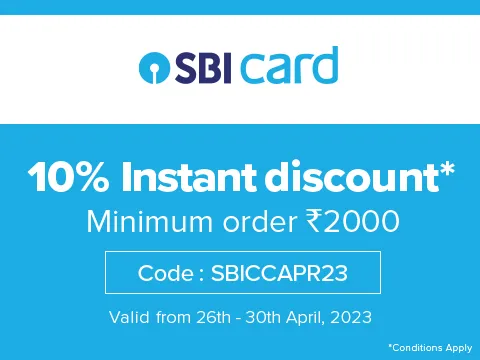 SBI card
10% Instant discount*
Minimum order ₹2000
Code : SBICCAPR23
Valid from 26th - 30th April, 2023
*Conditions Apply